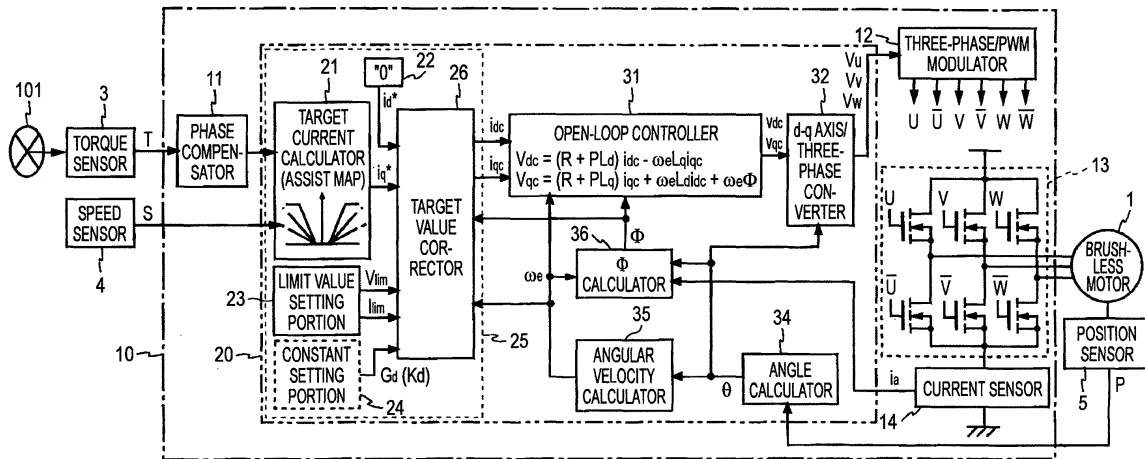 101
3
TORQUE
SENSOR
T
SPEED
SENSOR
S
4
10
11
PHASE
COMPEN-
SATOR
20
21
TARGET
CURRENT
CALCULATOR
(ASSIST MAP)
"0"
22
id*
iq*
23
LIMIT VALUE
SETTING
PORTION
Vlim
Ilim
CONSTANT
SETTING
PORTION
24
Gd (Kd)
25
26
TARGET
VALUE
COR-
RECTOR
idc
iqc
31
OPEN-LOOP CONTROLLER
Vdc = (R + PLd) idc - ωeLqiqc
Vqc = (R + PLq) iqc + ωeLdidc + ωeΦ
Vdc
Vqc
32
d-q AXIS/
THREE-
PHASE
CON-
VERTER
Φ
36
Φ
CALCULATOR
ωe
35
ANGULAR
VELOCITY
CALCULATOR
θ
34
ANGLE
CALCULATOR
Vu
Vv
Vw
12
THREE-PHASE/PWM
MODULATOR
U U̅ V V̅ W W̅
13
U V W
U̅ V̅ W̅
1
BRUSH-
LESS
MOTOR
POSITION
SENSOR
5
P
ia
CURRENT SENSOR
14